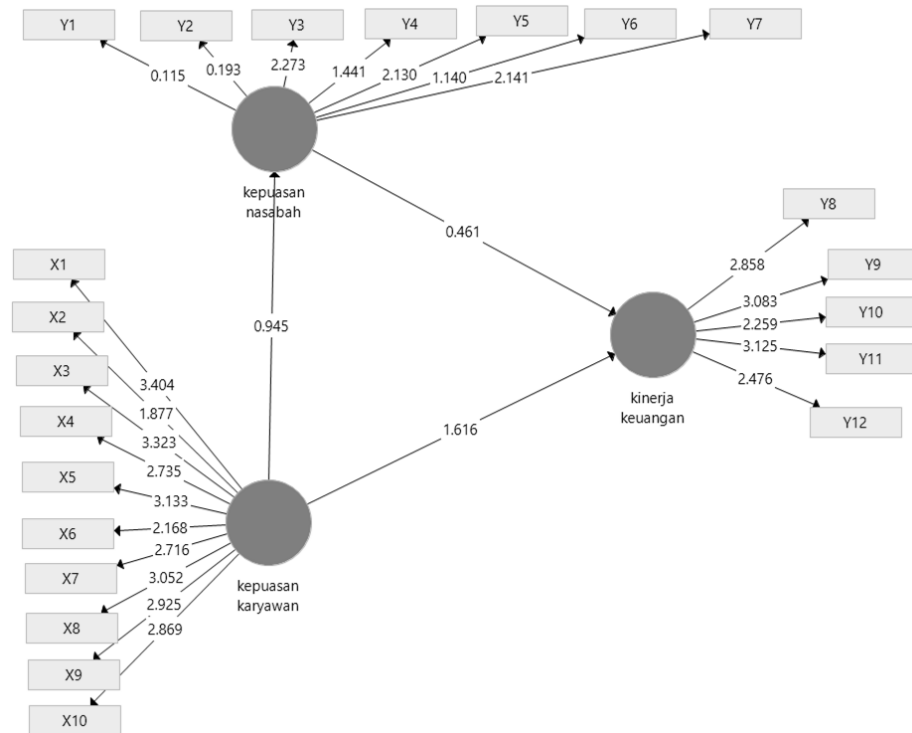 Y1
Y2
Y3
Y4
Y5
Y6
Y7
0.115
0.193
2.273
1.441
2.130
1.140
2.141
kepuasan
nasabah
0.461
0.945
1.616
Y8
Y9
Y10
Y11
Y12
2.858
3.083
2.259
3.125
2.476
kinerja
keuangan
X1
X2
X3
X4
X5
X6
X7
X8
X9
X10
3.404
1.877
3.323
2.735
3.133
2.168
2.716
3.052
2.925
2.869
kepuasan
karyawan